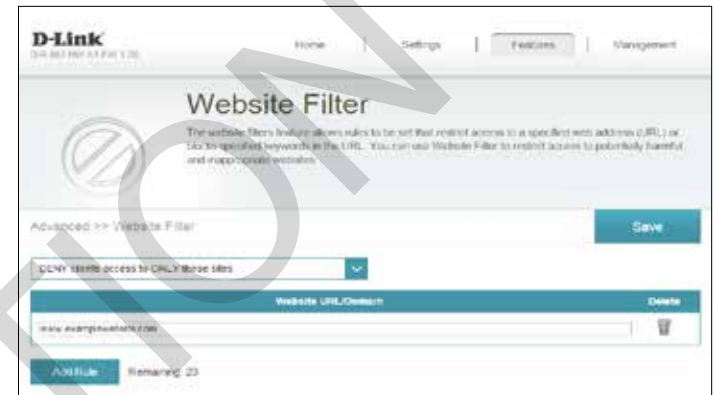 D-Link
Home | Settings | Features | Management
Website Filter
The website filters feature allows rules to be set that restrict access to a specified web address (URL) or
blocks specified keywords in the URL. You can use Website Filter to restrict access to potentially harmful
and inappropriate websites.
Advanced >> Website Filter
Save
DENY clients access to ONLY these sites
Website URL/Domain
Delete
www.examplewebsite.com
Add Rule
Remaining: 23
TION